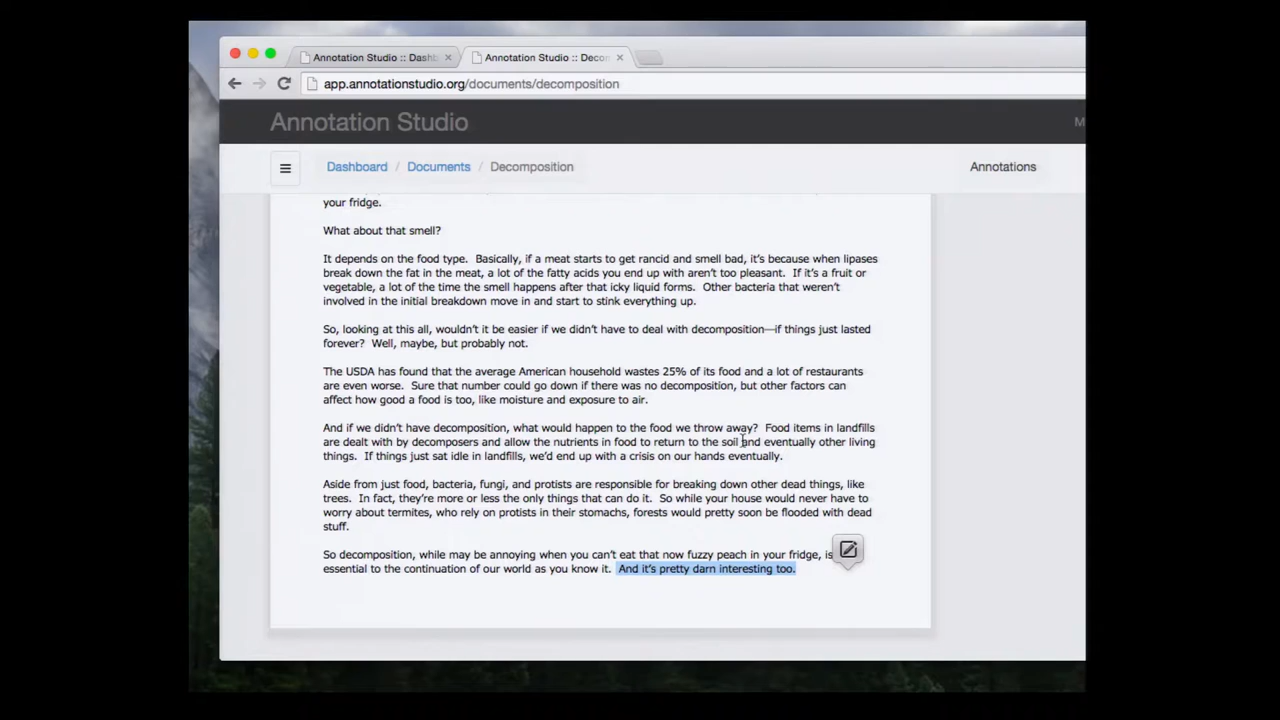 Annotation Studio :: Dashb
Annotation Studio :: Decon
app.annotationstudio.org/documents/decomposition
Annotation Studio
M
Dashboard / Documents / Decomposition
Annotations
your fridge.
What about that smell?
It depends on the food type. Basically, if a meat starts to get rancid and smell bad, it's because when lipases
break down the fat in the meat, a lot of the fatty acids you end up with aren't too pleasant. If it's a fruit or
vegetable, a lot of the time the smell happens after that icky liquid forms. Other bacteria that weren't
involved in the initial breakdown move in and start to stink everything up.
So, looking at this all, wouldn't it be easier if we didn't have to deal with decomposition—if things just lasted
forever? Well, maybe, but probably not.
The USDA has found that the average American household wastes 25% of its food and a lot of restaurants
are even worse. Sure that number could go down if there was no decomposition, but other factors can
affect how good a food is too, like moisture and exposure to air.
And if we didn't have decomposition, what would happen to the food we throw away? Food items in landfills
are dealt with by decomposers and allow the nutrients in food to return to the soil and eventually other living
things. If things just sat idle in landfills, we'd end up with a crisis on our hands eventually.
Aside from just food, bacteria, fungi, and protists are responsible for breaking down other dead things, like
trees. In fact, they're more or less the only things that can do it. So while your house would never have to
worry about termites, who rely on protists in their stomachs, forests would pretty soon be flooded with dead
stuff.
So decomposition, while may be annoying when you can't eat that now fuzzy peach in your fridge, is
essential to the continuation of our world as you know it. And it's pretty darn interesting too.